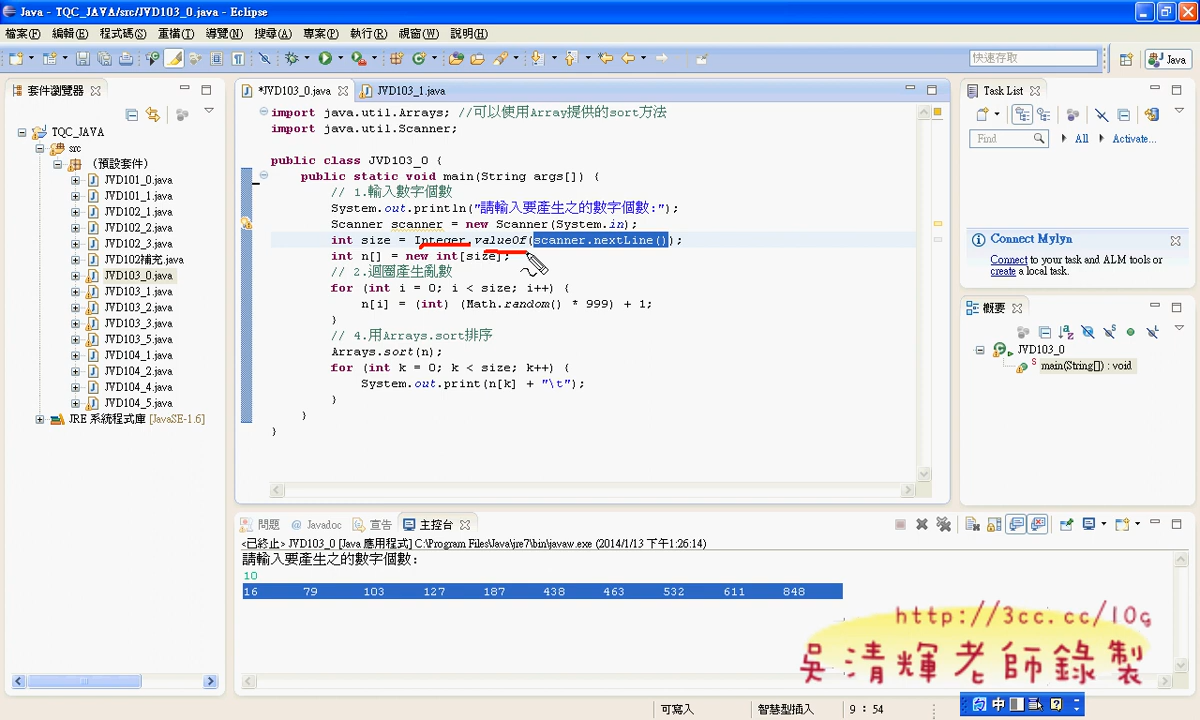 Java - TQC_JAVA/src/JVD103_0.java - Eclipse
檔案(F) 編輯(E) 程式碼(S) 重構(T) 導覽(N) 搜尋(A) 專案(P) 執行(R) 視窗(W) 說明(H)
快速存取
Java
套件瀏覽器
TQC_JAVA
src
(預設套件)
JVD101_0.java
JVD101_1.java
JVD102_1.java
JVD102_2.java
JVD102_3.java
JVD102補充.java
JVD103_0.java
JVD103_1.java
JVD103_2.java
JVD103_3.java
JVD103_5.java
JVD104_1.java
JVD104_2.java
JVD104_4.java
JVD104_5.java
JRE 系統程式庫 [JavaSE-1.6]
*JVD103_0.java JVD103_1.java
import java.util.Arrays; //可以使用Array提供的sort方法
import java.util.Scanner;
public class JVD103_0 {
public static void main(String args[]) {
// 1.輸入數字個數
System.out.println("請輸入要產生之的數字個數:");
Scanner scanner = new Scanner(System.in);
int size = Integer.valueOf(scanner.nextLine());
int n[] = new int[size];
// 2.迴圈產生亂數
for (int i = 0; i < size; i++) {
n[i] = (int) (Math.random() * 999) + 1;
}
// 4.用Arrays.sort排序
Arrays.sort(n);
for (int k = 0; k < size; k++) {
System.out.print(n[k] + "\t");
}
}
}
Task List
Find All Activate...
Connect Mylyn
Connect to your task and ALM tools or
create a local task.
概要
JVD103_0
main(String[]) : void
問題 Javadoc 宣告 主控台
<已終止> JVD103_0 [Java 應用程式] C:\Program Files\Java\jre7\bin\javaw.exe (2014/1/13 下午1:26:14)
請輸入要產生之的數字個數:
10
16 79 103 127 187 438 463 532 611 848
http://3cc.cc/10g
吳清輝老師錄製
可寫入 智慧型插入 9 : 54
中